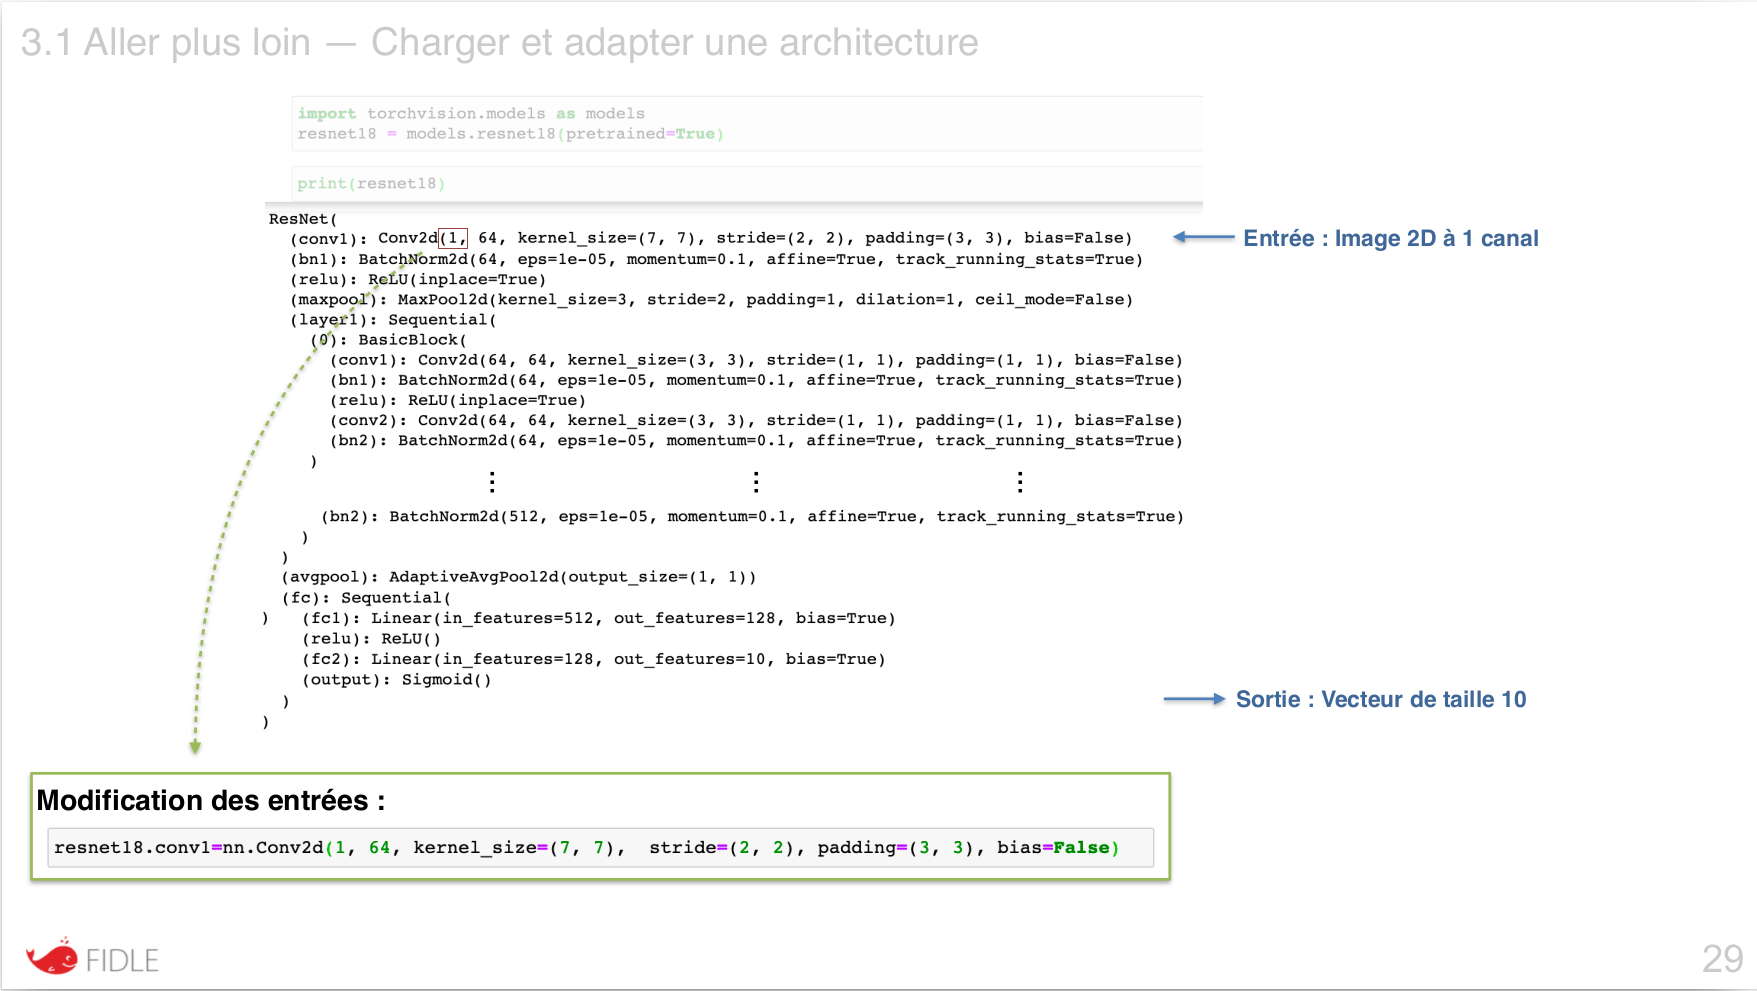 3.1 Aller plus loin — Charger et adapter une architecture
import torchvision.models as models
resnet18 = models.resnet18(pretrained=True)
print(resnet18)
ResNet(
(conv1): Conv2d(1, 64, kernel_size=(7, 7), stride=(2, 2), padding=(3, 3), bias=False)
Entrée : Image 2D à 1 canal
(bn1): BatchNorm2d(64, eps=1e-05, momentum=0.1, affine=True, track_running_stats=True)
(relu): ReLU(inplace=True)
(maxpool): MaxPool2d(kernel_size=3, stride=2, padding=1, dilation=1, ceil_mode=False)
(layer1): Sequential(
(0): BasicBlock(
(conv1): Conv2d(64, 64, kernel_size=(3, 3), stride=(1, 1), padding=(1, 1), bias=False)
(bn1): BatchNorm2d(64, eps=1e-05, momentum=0.1, affine=True, track_running_stats=True)
(relu): ReLU(inplace=True)
(conv2): Conv2d(64, 64, kernel_size=(3, 3), stride=(1, 1), padding=(1, 1), bias=False)
(bn2): BatchNorm2d(64, eps=1e-05, momentum=0.1, affine=True, track_running_stats=True)
)
⋮ ⋮ ⋮
(bn2): BatchNorm2d(512, eps=1e-05, momentum=0.1, affine=True, track_running_stats=True)
)
)
(avgpool): AdaptiveAvgPool2d(output_size=(1, 1))
(fc): Sequential(
) (fc1): Linear(in_features=512, out_features=128, bias=True)
(relu): ReLU()
(fc2): Linear(in_features=128, out_features=10, bias=True)
(output): Sigmoid()
)
Sortie : Vecteur de taille 10
)
Modification des entrées :
resnet18.conv1=nn.Conv2d(1, 64, kernel_size=(7, 7), stride=(2, 2), padding=(3, 3), bias=False)
FIDLE
29